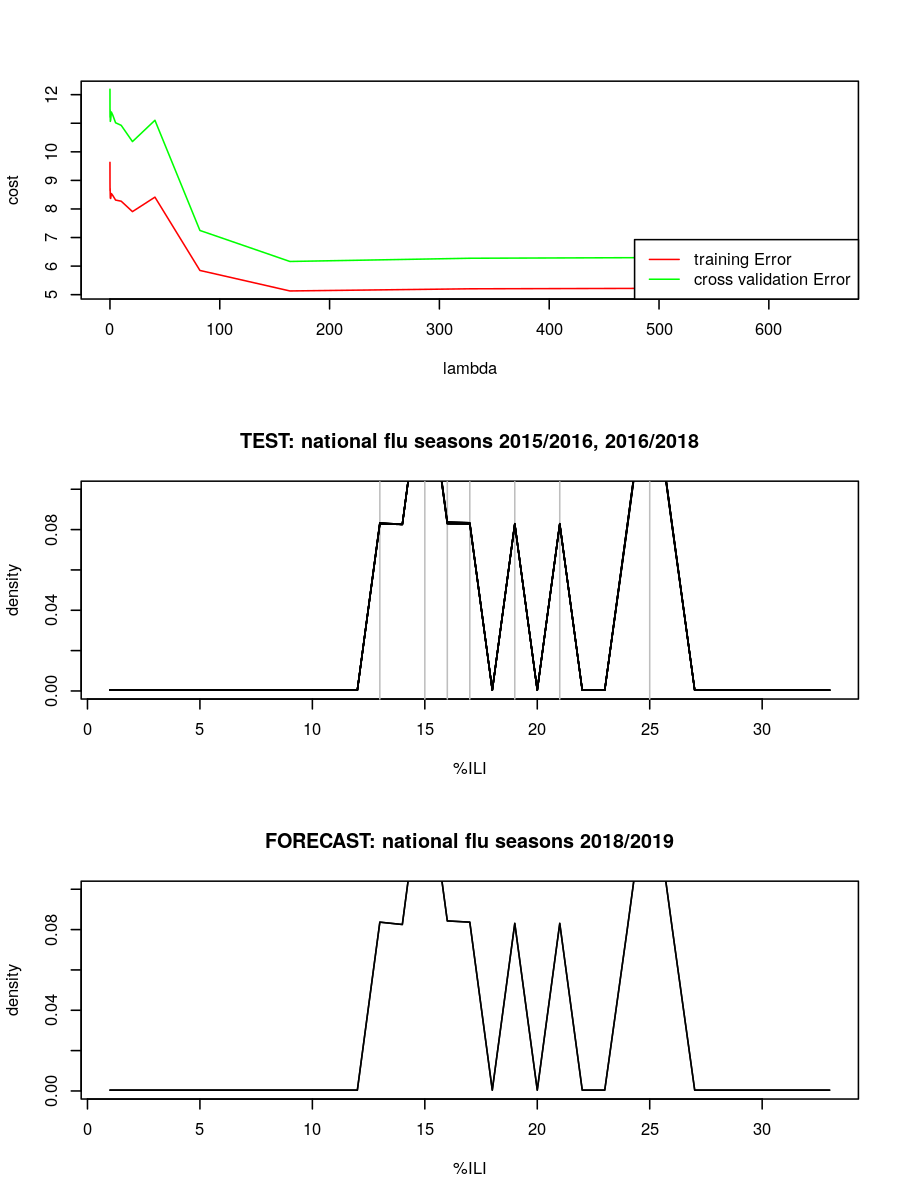 cost
12
10
9
8
7
6
5
training Error
cross validation Error
0 100 200 300 400 500 600
lambda
TEST: national flu seasons 2015/2016, 2016/2018
density
0.08
0.04
0.00
0 5 10 15 20 25 30
%ILI
FORECAST: national flu seasons 2018/2019
density
0.08
0.04
0.00
0 5 10 15 20 25 30
%ILI